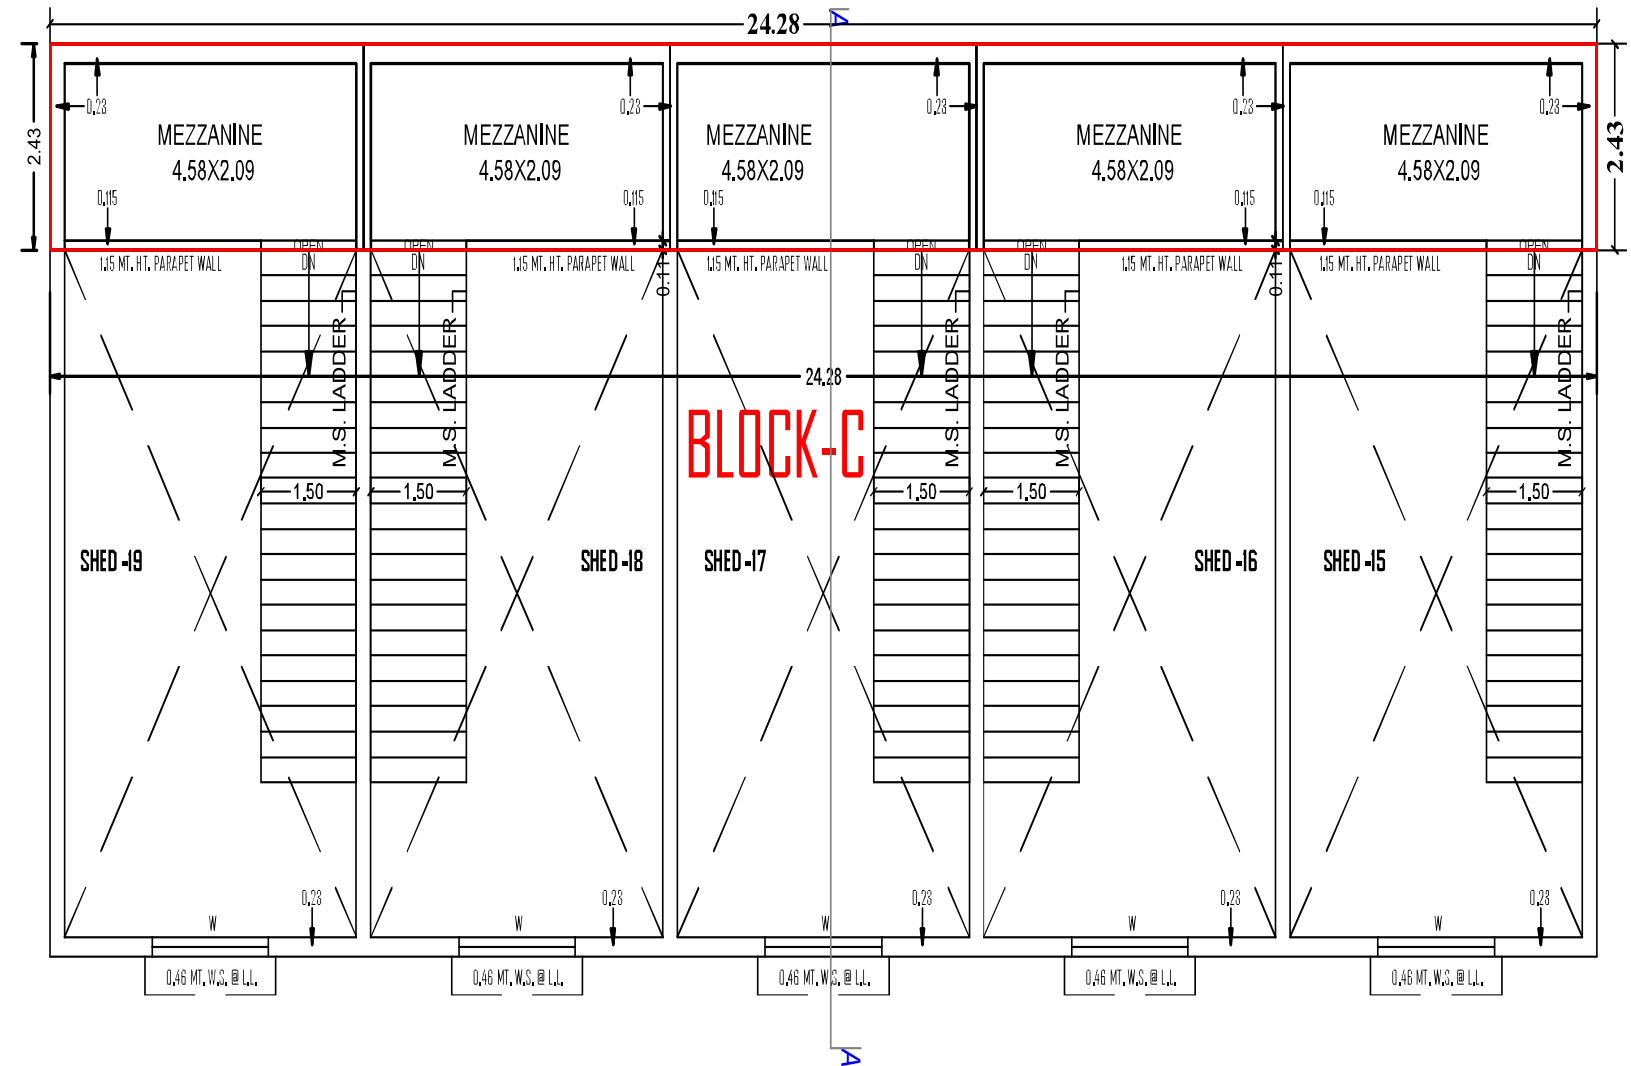 24.28
A
0.23 0.23 0.23 0.23 0.23
2.43
2.43
MEZZANINE MEZZANINE MEZZANINE MEZZANINE MEZZANINE
4.58X2.09 4.58X2.09 4.58X2.09 4.58X2.09 4.58X2.09
0.115 0.115 0.115 0.115 0.115
OPEN OPEN OPEN OPEN OPEN
DN DN DN DN DN
1.15 MT. HT. PARAPET WALL 1.15 MT. HT. PARAPET WALL 1.15 MT. HT. PARAPET WALL 1.15 MT. HT. PARAPET WALL 1.15 MT. HT. PARAPET WALL
M.S. LADDER M.S. LADDER M.S. LADDER M.S. LADDER M.S. LADDER
24.28
BLOCK-C
1.50 1.50 1.50 1.50 1.50
SHED -19 SHED -18 SHED -17 SHED -16 SHED -15
0.23 0.23 0.23 0.23 0.23
W W W W W
0.46 MT. W.S. @ L.L. 0.46 MT. W.S. @ L.L. 0.46 MT. W.S. @ L.L. 0.46 MT. W.S. @ L.L. 0.46 MT. W.S. @ L.L.
A